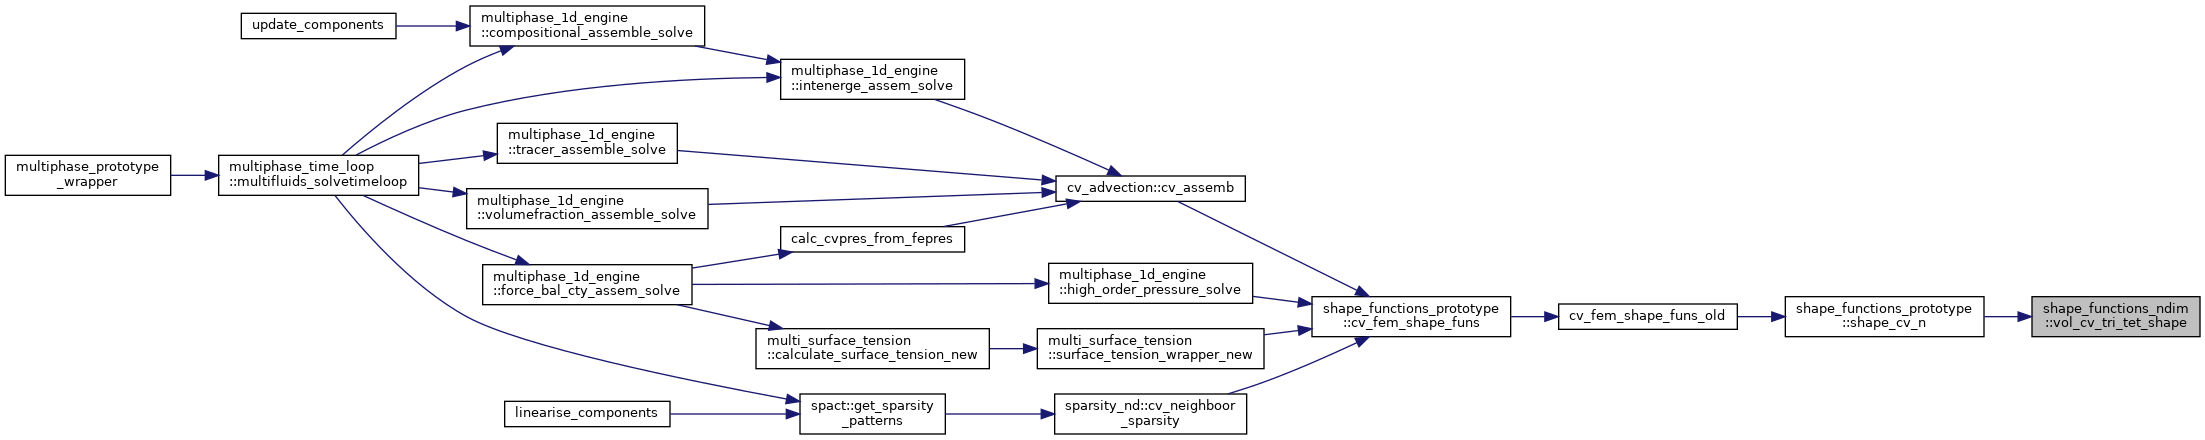 update_components
multiphase_1d_engine
::compositional_assemble_solve
multiphase_1d_engine
::intenerge_assem_solve
multiphase_1d_engine
::tracer_assemble_solve
multiphase_prototype
_wrapper
multiphase_time_loop
::multifluids_solvetimeloop
cv_advection::cv_assemb
multiphase_1d_engine
::volumefraction_assemble_solve
calc_cvpres_from_fepres
multiphase_1d_engine
::force_bal_cty_assem_solve
multiphase_1d_engine
::high_order_pressure_solve
shape_functions_prototype
::cv_fem_shape_funs
cv_fem_shape_funs_old
shape_functions_prototype
::shape_cv_n
shape_functions_ndim
::vol_cv_tri_tet_shape
multi_surface_tension
::calculate_surface_tension_new
multi_surface_tension
::surface_tension_wrapper_new
linearise_components
spact::get_sparsity
_patterns
sparsity_nd::cv_neighboor
_sparsity